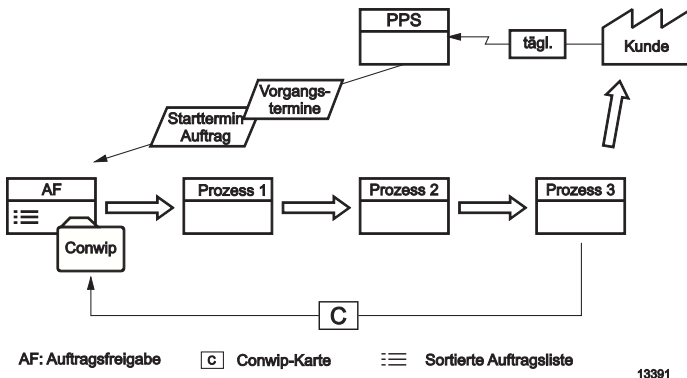 PPS
tägl.
Kunde
Vorgangs-
termine
Starttermin
Auftrag
AF
Conwip
Prozess 1
Prozess 2
Prozess 3
C
AF: Auftragsfreigabe
C Conwip-Karte
Sortierte Auftragsliste
13391